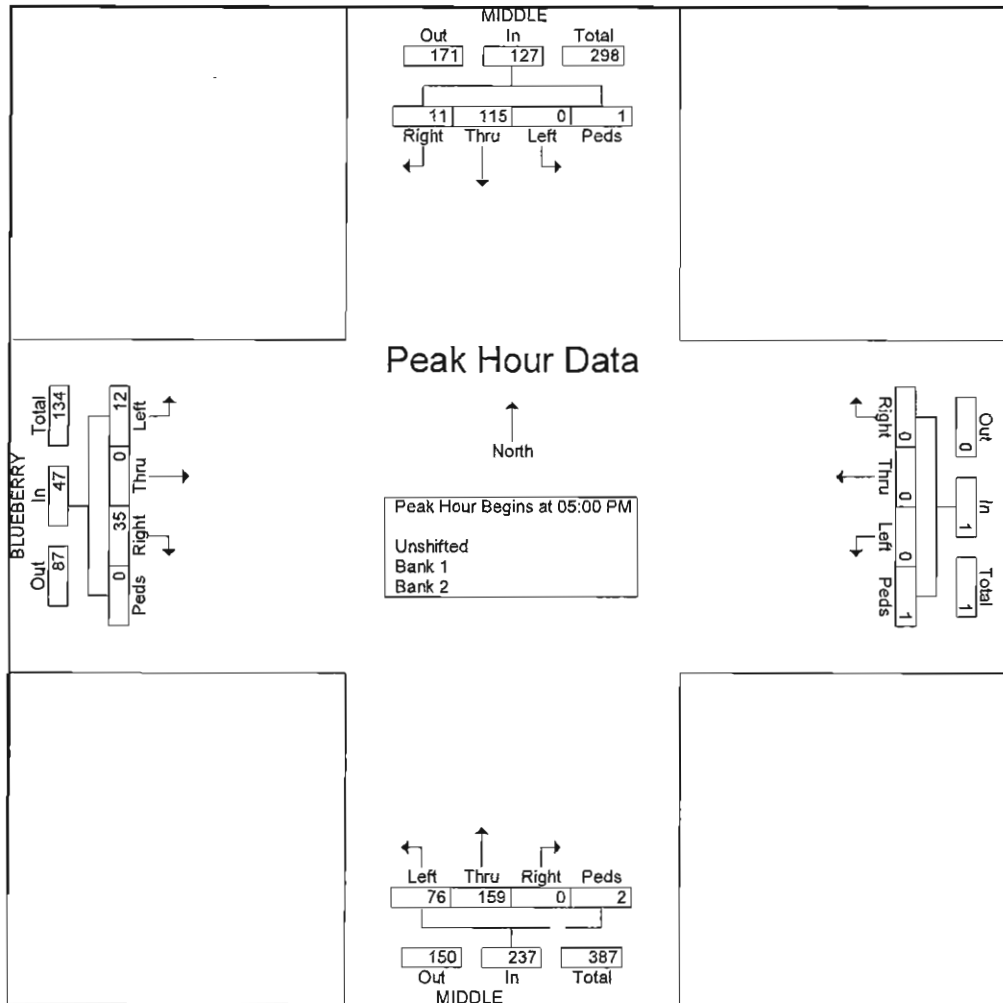 MIDDLE
Out In Total
171 127 298
11 115 0 1
Right Thru Left Peds
Peak Hour Data
North
Peak Hour Begins at 05:00 PM
Unshifted
Bank 1
Bank 2
BLUEBERRY
Out In Total
87 47 134
12 0 35 0
Left Thru Right Peds
Out In Total
0 1 1
0 0 0 1
Right Thru Left Peds
Left Thru Right Peds
76 159 0 2
150 237 387
Out In Total
MIDDLE